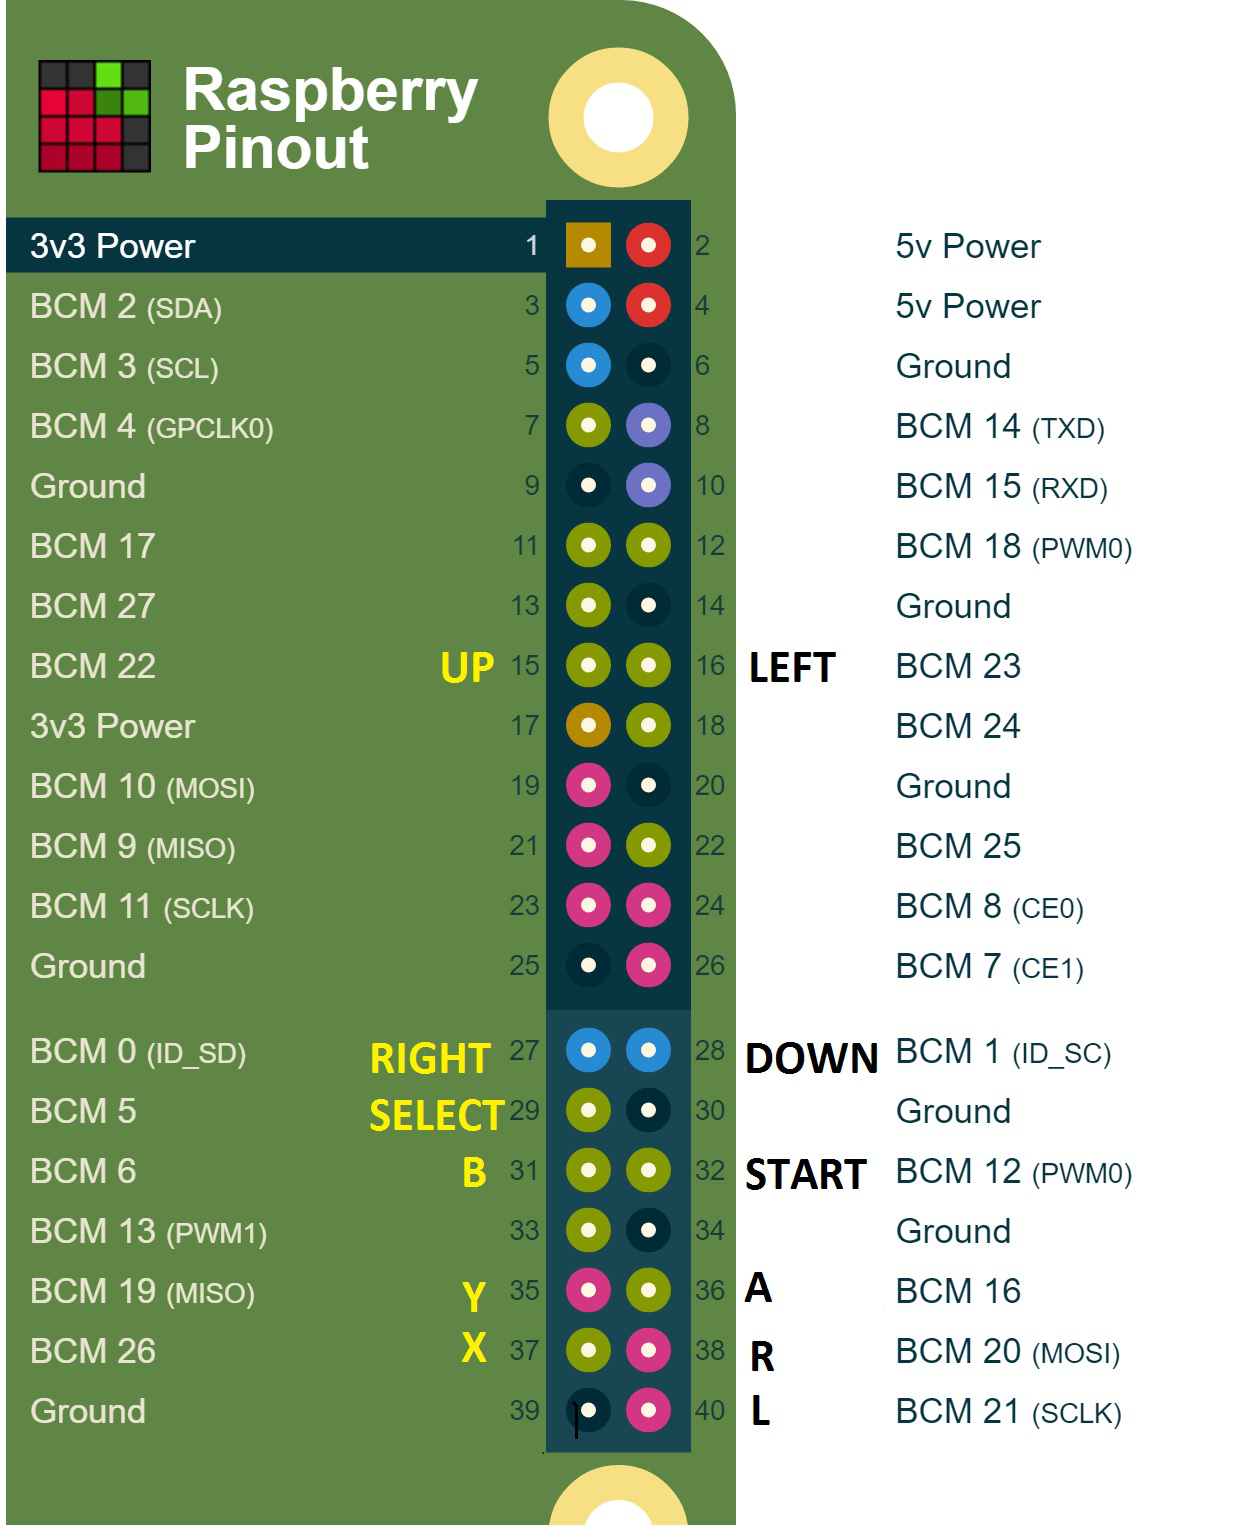 Raspberry
Pinout
3v3 Power 1 2 5v Power
BCM 2 (SDA) 3 4 5v Power
BCM 3 (SCL) 5 6 Ground
BCM 4 (GPCLK0) 7 8 BCM 14 (TXD)
Ground 9 10 BCM 15 (RXD)
BCM 17 11 12 BCM 18 (PWM0)
BCM 27 13 14 Ground
BCM 22 UP 15 16 LEFT BCM 23
3v3 Power 17 18 BCM 24
BCM 10 (MOSI) 19 20 Ground
BCM 9 (MISO) 21 22 BCM 25
BCM 11 (SCLK) 23 24 BCM 8 (CE0)
Ground 25 26 BCM 7 (CE1)
BCM 0 (ID_SD) RIGHT 27 28 DOWN BCM 1 (ID_SC)
BCM 5 SELECT 29 30 Ground
BCM 6 B 31 32 START BCM 12 (PWM0)
BCM 13 (PWM1) 33 34 Ground
BCM 19 (MISO) Y 35 36 A BCM 16
BCM 26 X 37 38 R BCM 20 (MOSI)
Ground 39 40 L BCM 21 (SCLK)